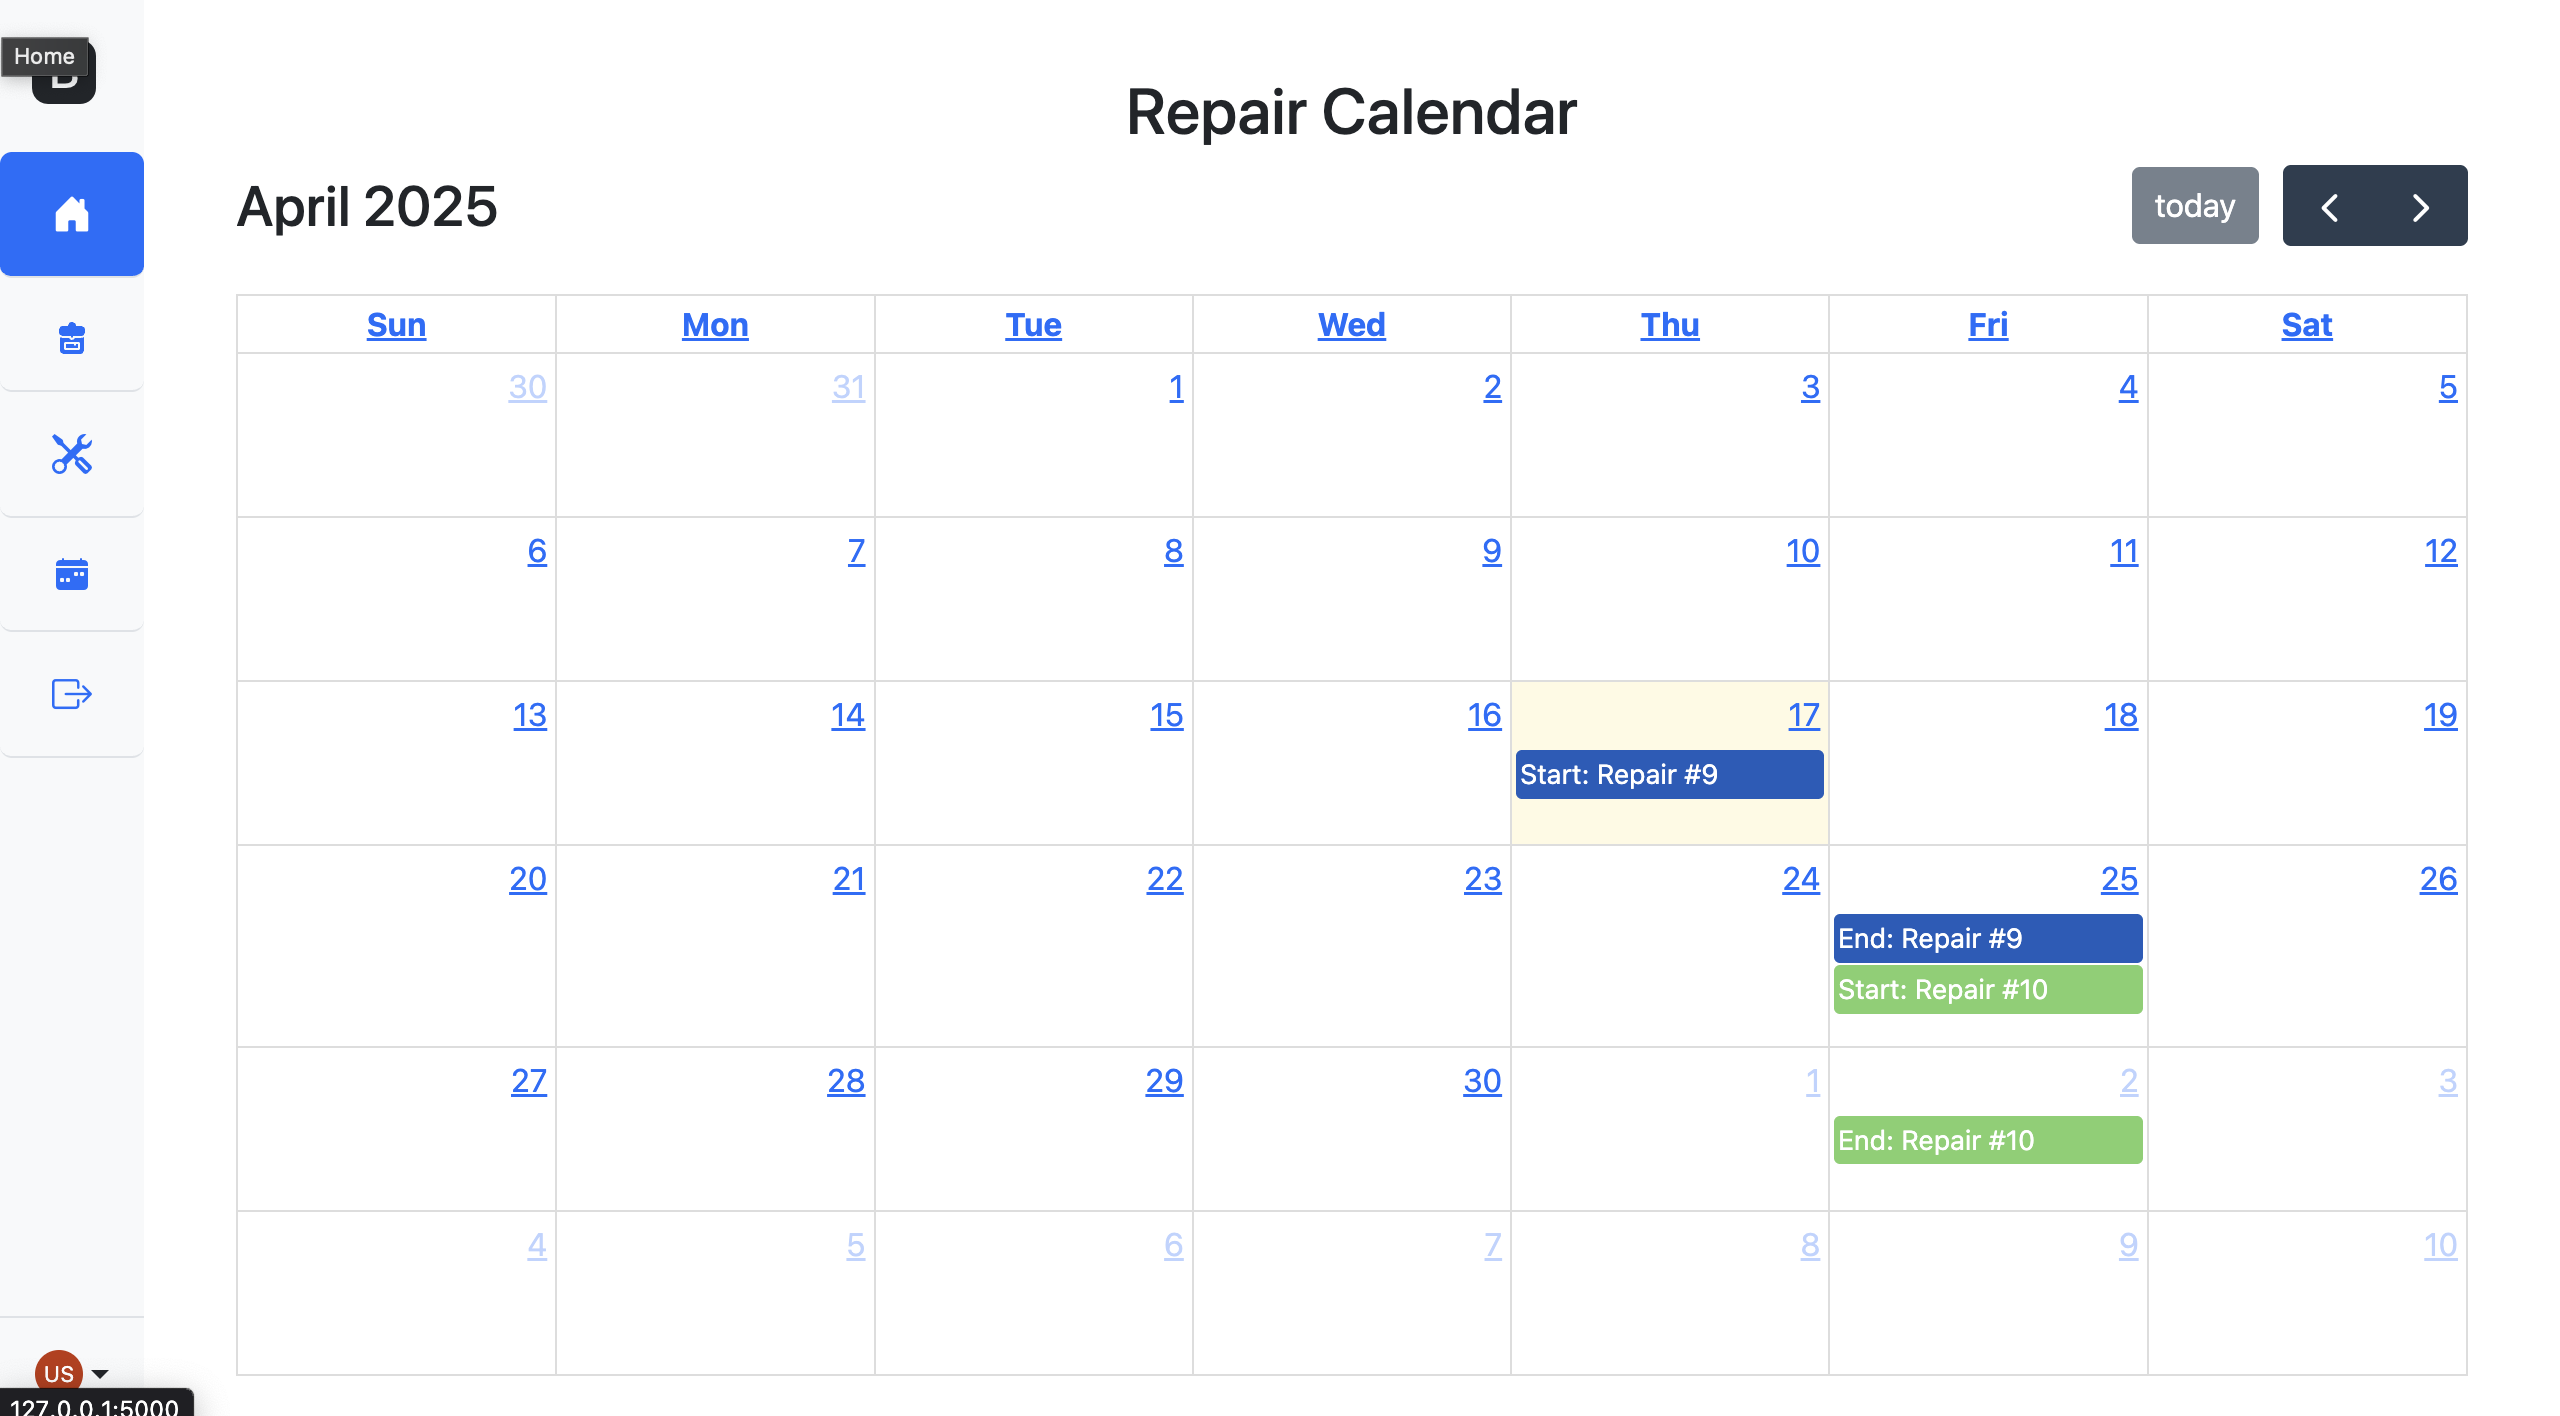 Home
Repair Calendar
April 2025
today
Sun Mon Tue Wed Thu Fri Sat
30 31 1 2 3 4 5
6 7 8 9 10 11 12
13 14 15 16 17 18 19
Start: Repair #9
20 21 22 23 24 25 26
End: Repair #9
Start: Repair #10
27 28 29 30 1 2 3
End: Repair #10
4 5 6 7 8 9 10
US
127.0.0.1:5000